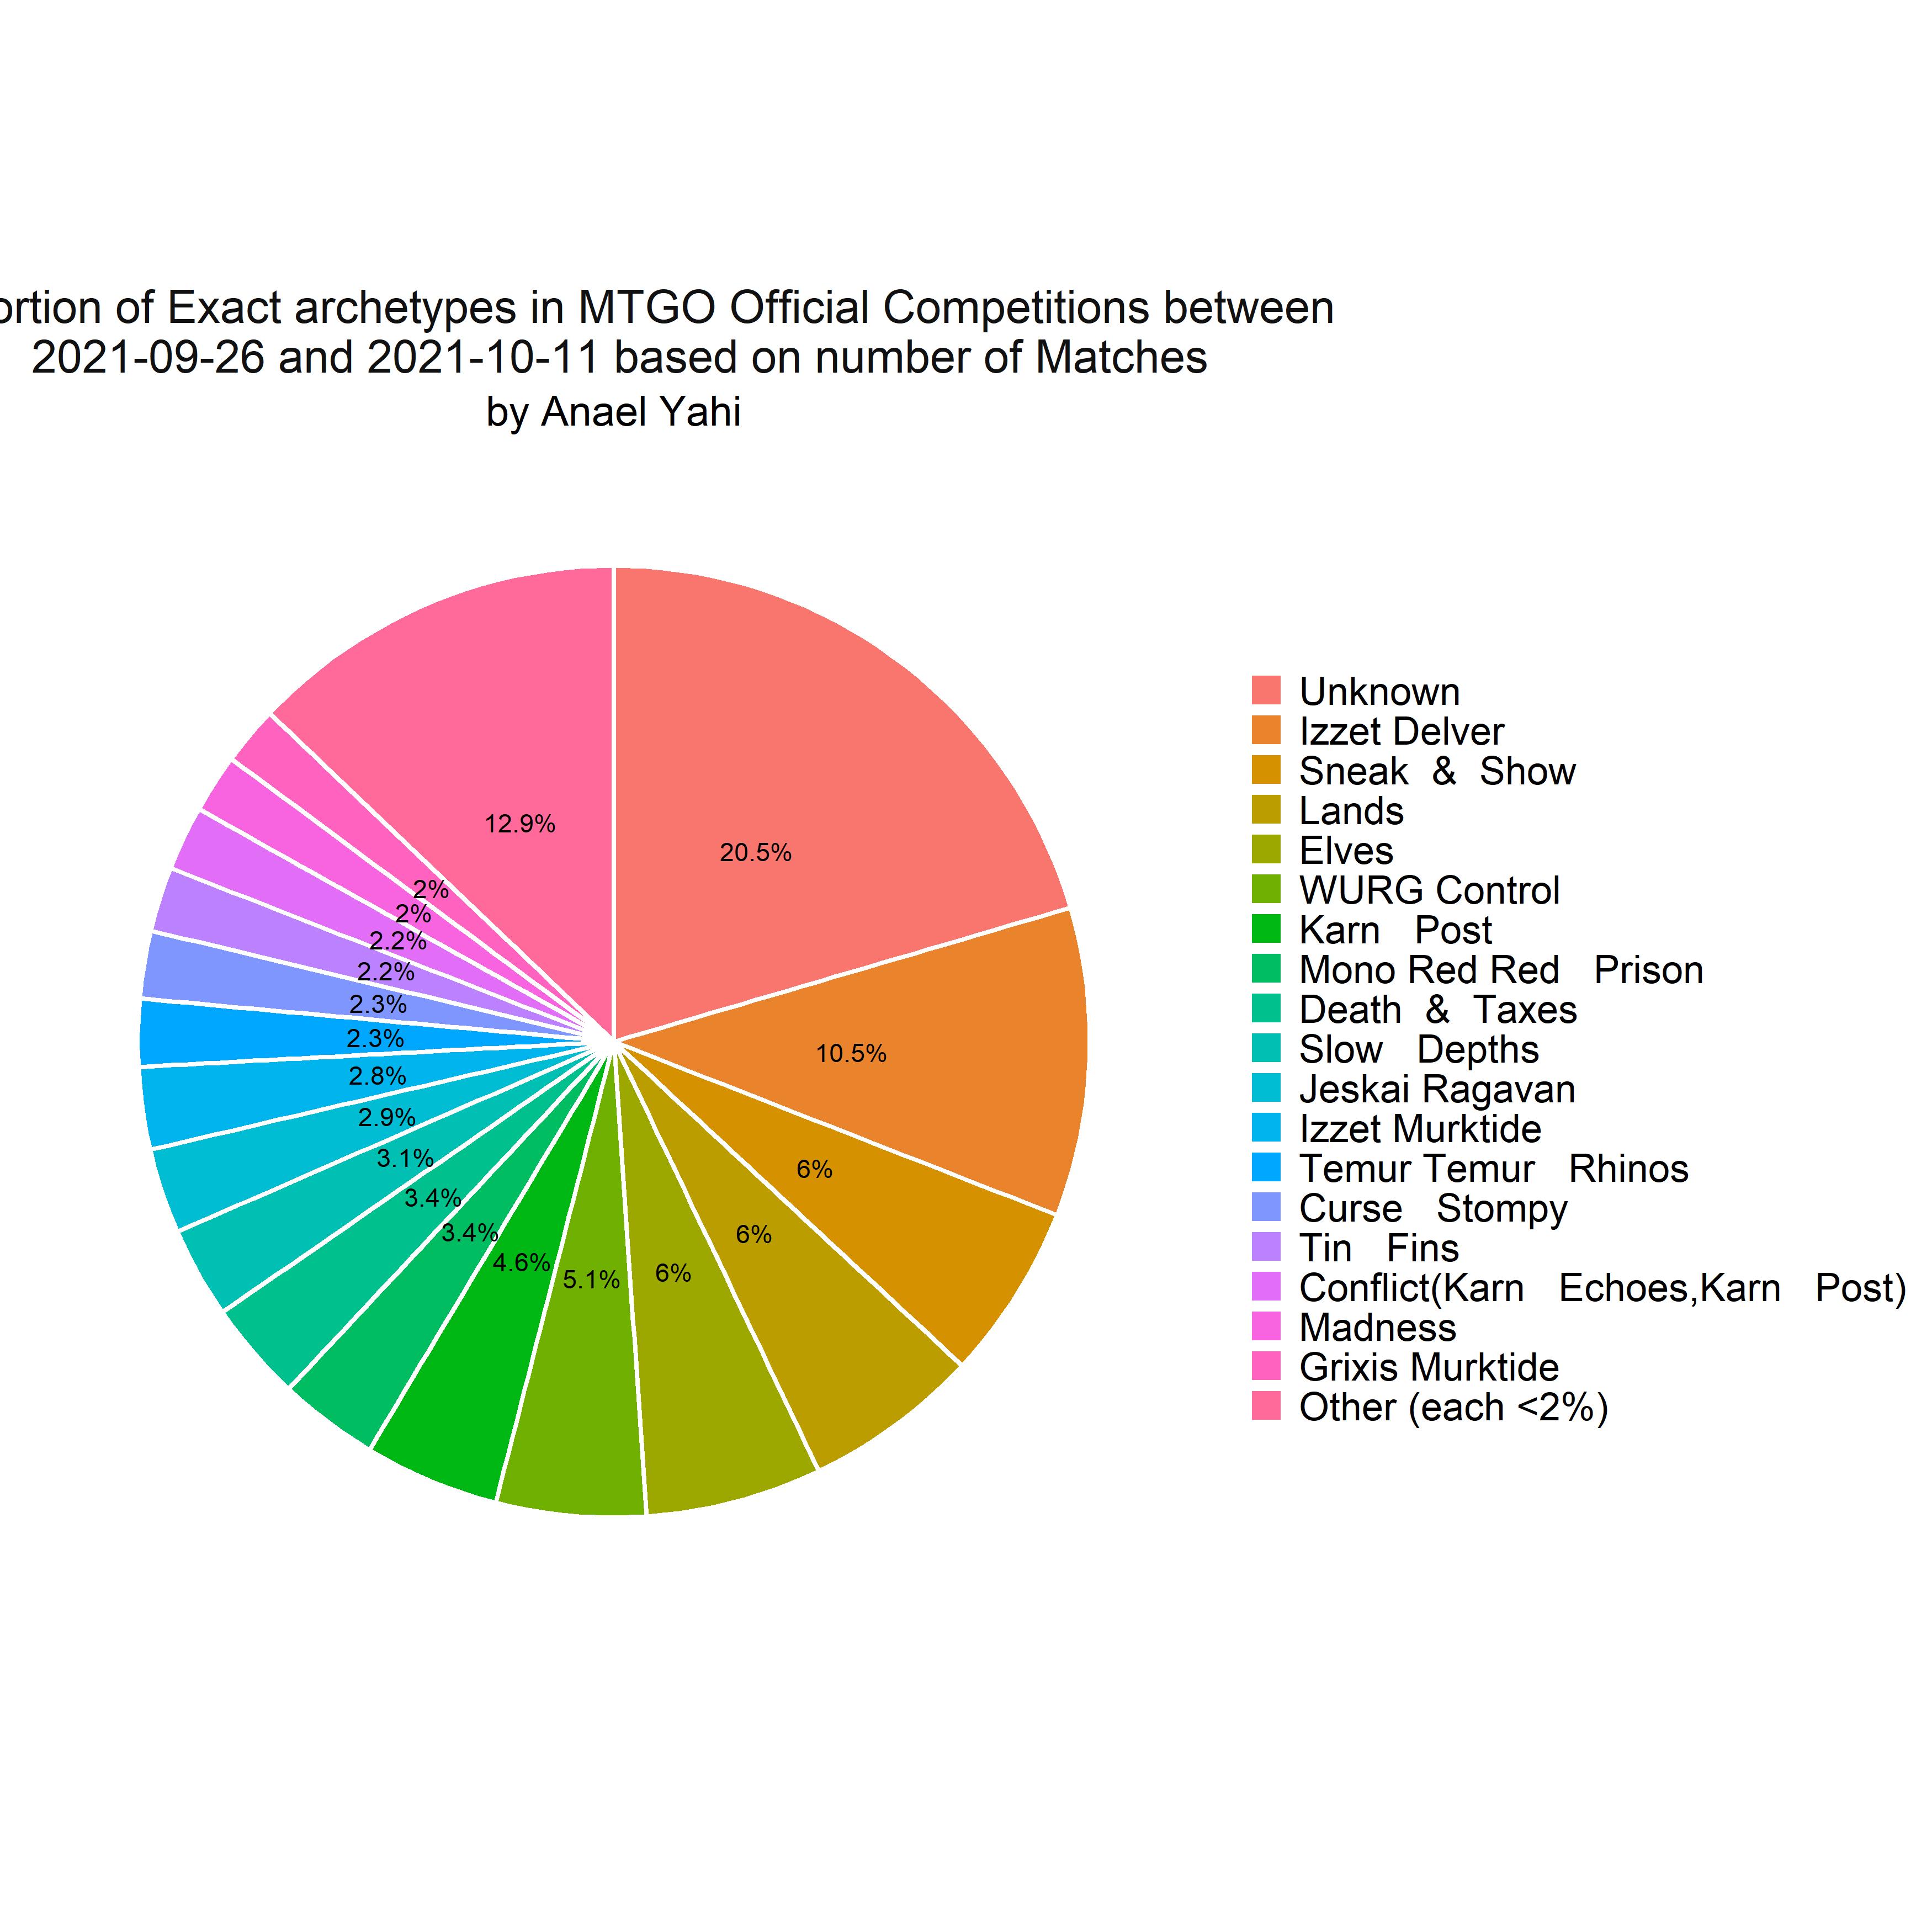 ortion of Exact archetypes in MTGO Official Competitions between
2021-09-26 and 2021-10-11 based on number of Matches
by Anael Yahi
12.9%
20.5%
2%
2%
2.2%
2.2%
2.3%
2.3%
2.8%
2.9%
3.1%
3.4%
3.4%
4.6%
5.1%
6%
6%
6%
10.5%
Unknown
Izzet Delver
Sneak & Show
Lands
Elves
WURG Control
Karn Post
Mono Red Red Prison
Death & Taxes
Slow Depths
Jeskai Ragavan
Izzet Murktide
Temur Temur Rhinos
Curse Stompy
Tin Fins
Conflict(Karn Echoes,Karn Post)
Madness
Grixis Murktide
Other (each <2%)